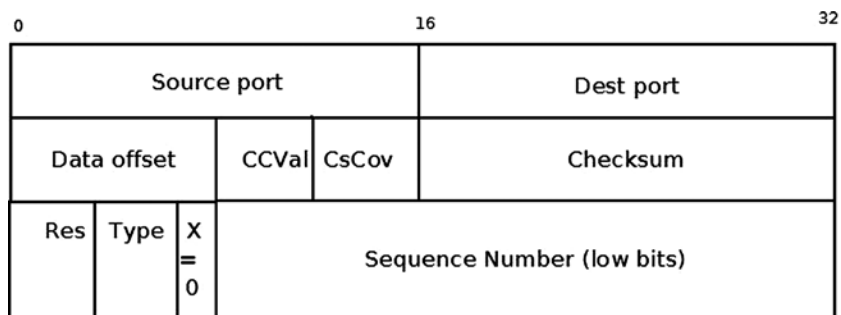 0 16 32
Source port Dest port
Data offset CCVal CsCov Checksum
Res Type X
=
0
Sequence Number (low bits)